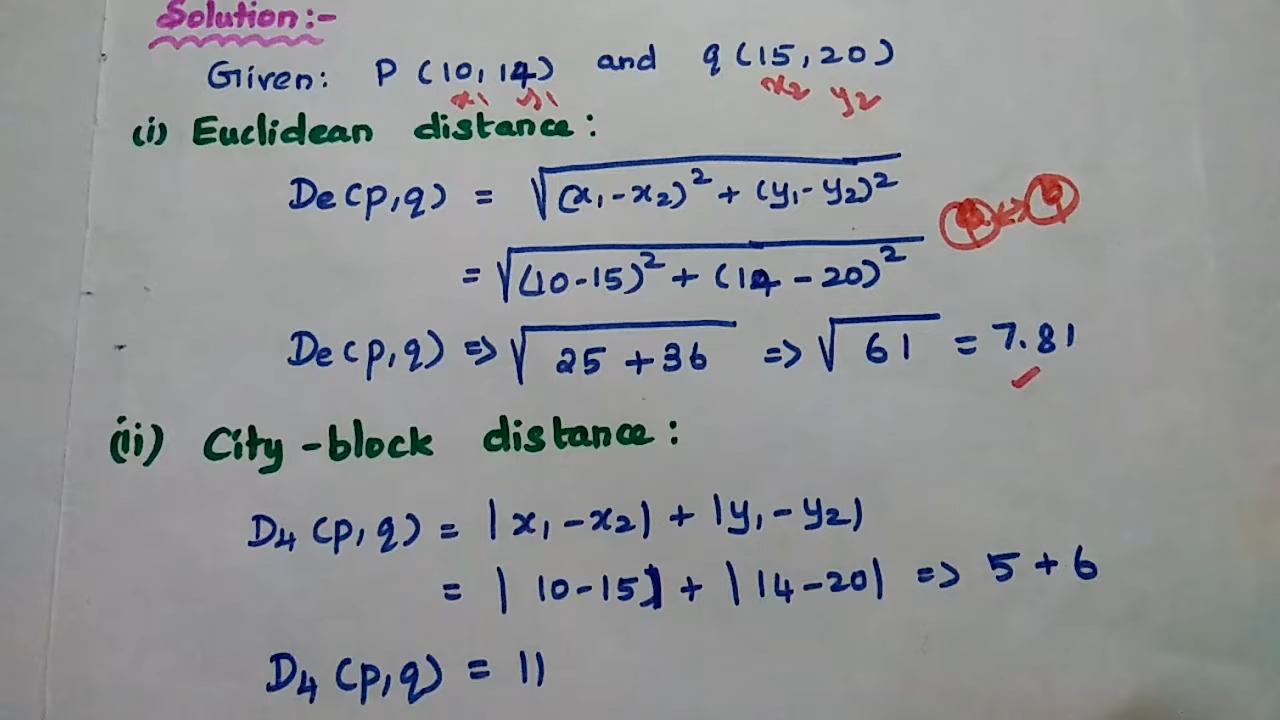 Solution:-
Given: P (10, 14) and q (15, 20)
x1 y1 x2 y2
(i) Euclidean distance:
De (p, q) = √(x₁-x₂)² + (y₁-y₂)²
= √(10-15)² + (14-20)²
De (p, q) => √25+36 => √61 = 7.81
(ii) City-block distance:
D₄ (p, q) = |x₁-x₂| + |y₁-y₂|
= |10-15| + |14-20| => 5+6
D₄ (p, q) = 11